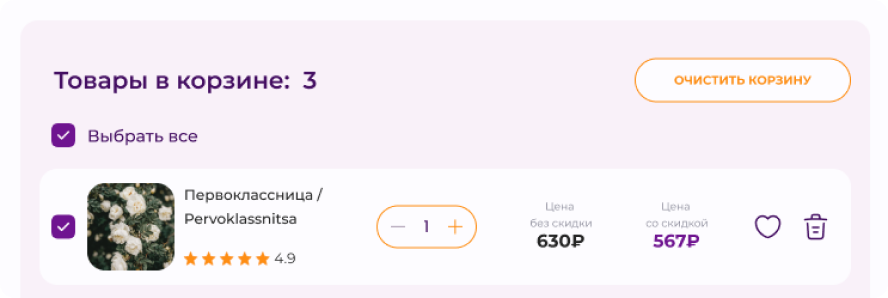 Товары в корзине: 3
ОЧИСТИТЬ КОРЗИНУ
Выбрать все
Первоклассница /
Pervoklassnitsa
4.9
1
Цена
без скидки
630₽
Цена
со скидкой
567₽